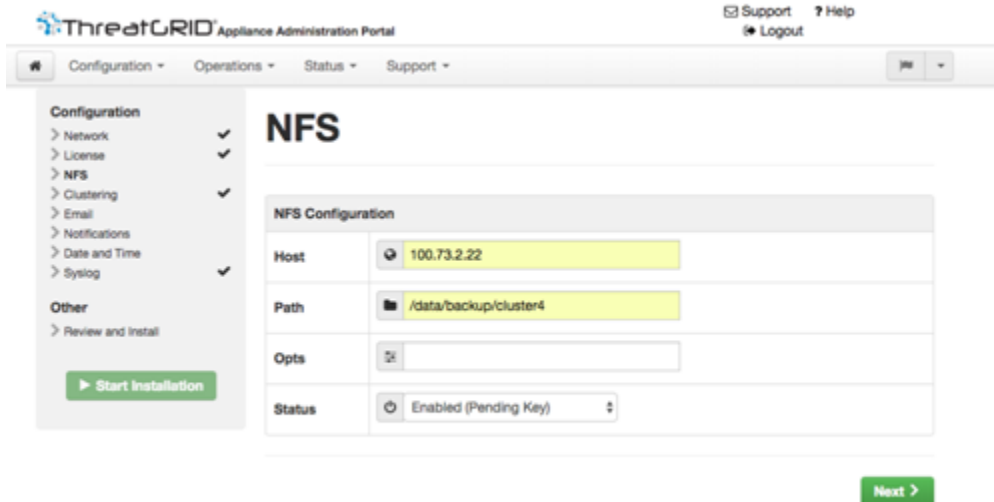 Support ? Help
ThreatGRID Appliance Administration Portal
Logout
Configuration Operations Status Support
Configuration
Network
License
NFS
Clustering
Email
Notifications
Date and Time
Syslog
Other
Review and Install
Start Installation
NFS
NFS Configuration
Host 100.73.2.22
Path /data/backup/cluster4
Opts
Status Enabled (Pending Key)
Next